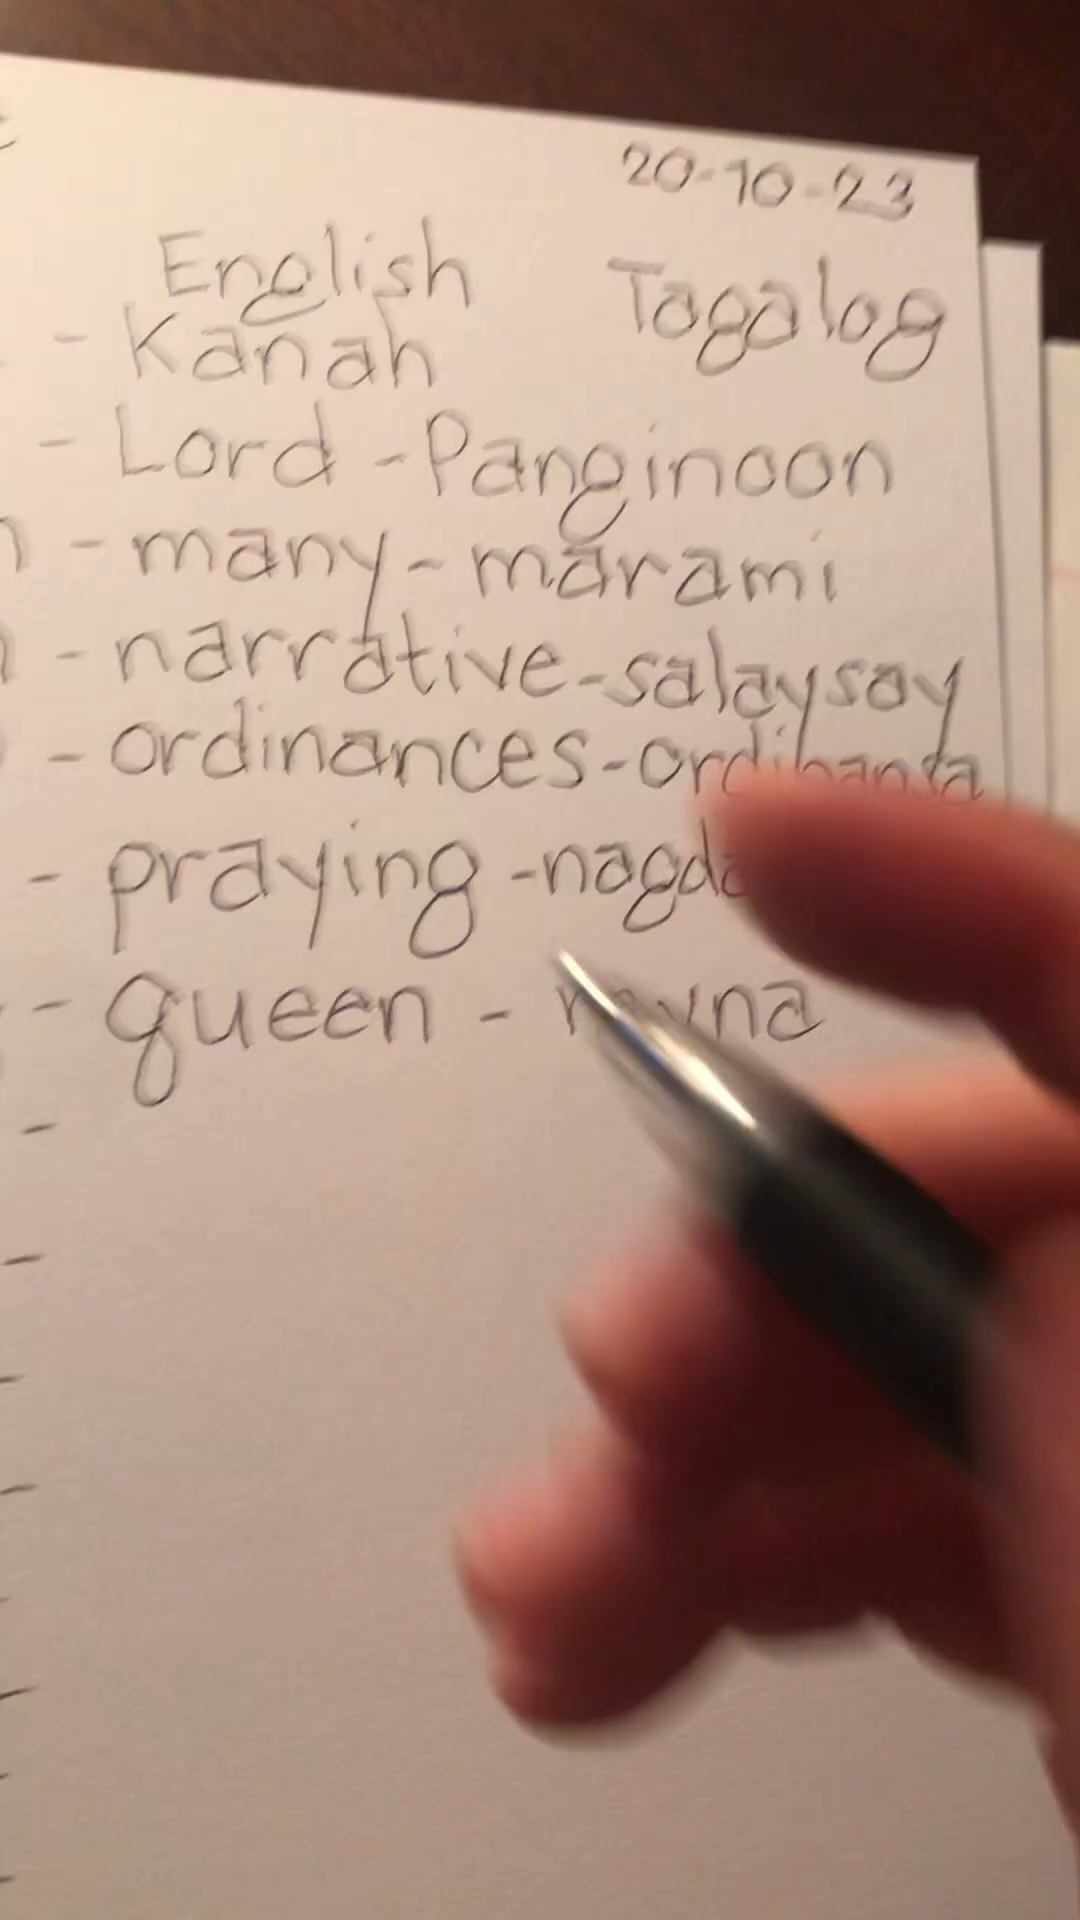 20-10-23
English Tagalog
- Kanah
- Lord - Panginoon
- many - marami
- narrative - salaysay
- ordinances -
- praying -
- queen -